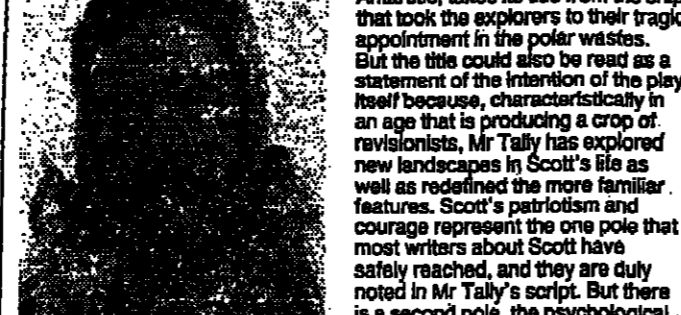 that took the explorers to their tragic
appointment in the polar wastes.
But the title could also be read as a
statement of the intention of the play
itself because, characteristically in
an age that is producing a crop of
revisionists, Mr Tally has explored
new landscapes in Scott's life as
well as redefined the more familiar
features. Scott's patriotism and
courage represent the one pole that
most writers about Scott have
safely reached, and they are duly
noted in Mr Tally's script. But there
is a second pole, the psychological